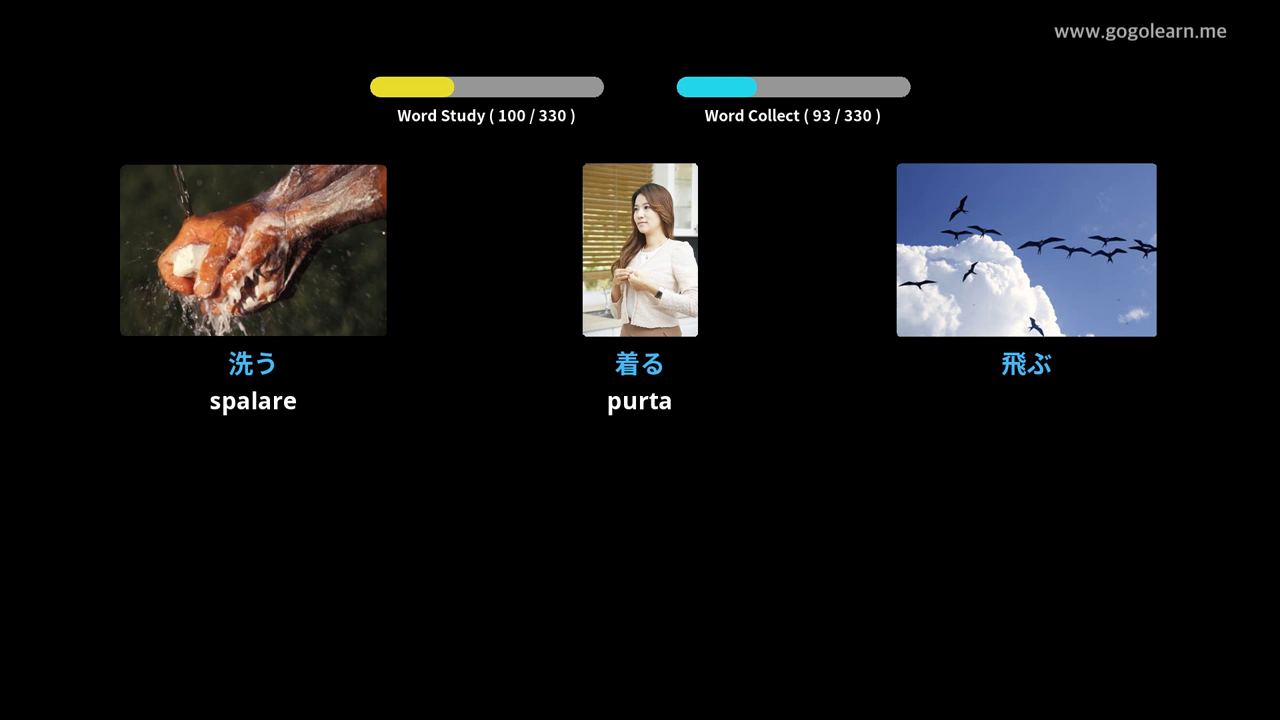 www.gogolearn.me
Word Study ( 100 / 330 )
Word Collect ( 93 / 330 )
洗う
着る
飛ぶ
spalare
purta